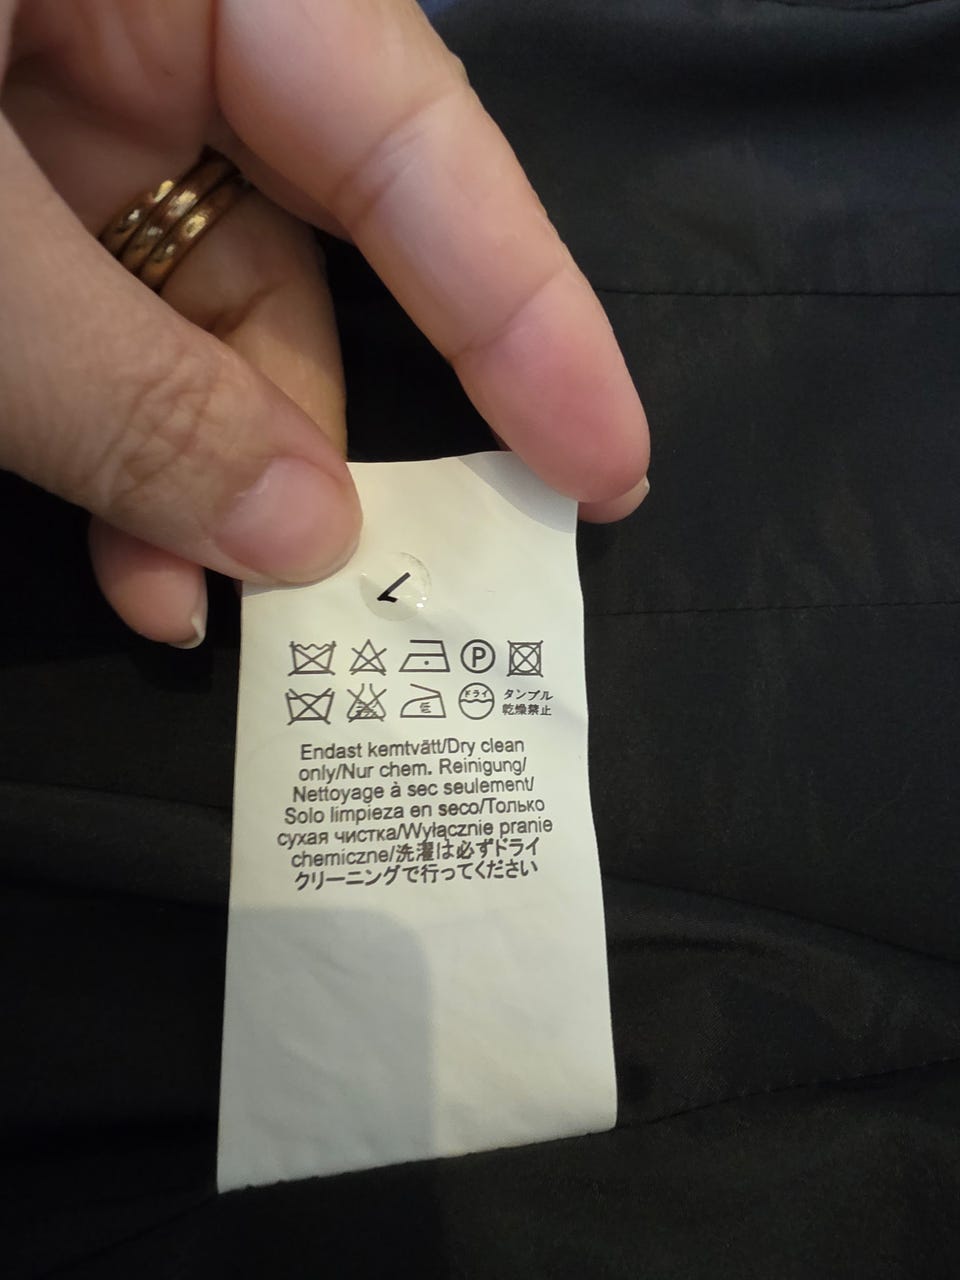 P
ドライ タンブル
低 乾燥禁止
Endast kemtvätt/Dry clean
only/Nur chem. Reinigung/
Nettoyage à sec seulement/
Solo limpieza en seco/Только
сухая чистка/Wyłącznie pranie
chemiczne/洗濯は必ずドライ
クリーニングで行ってください